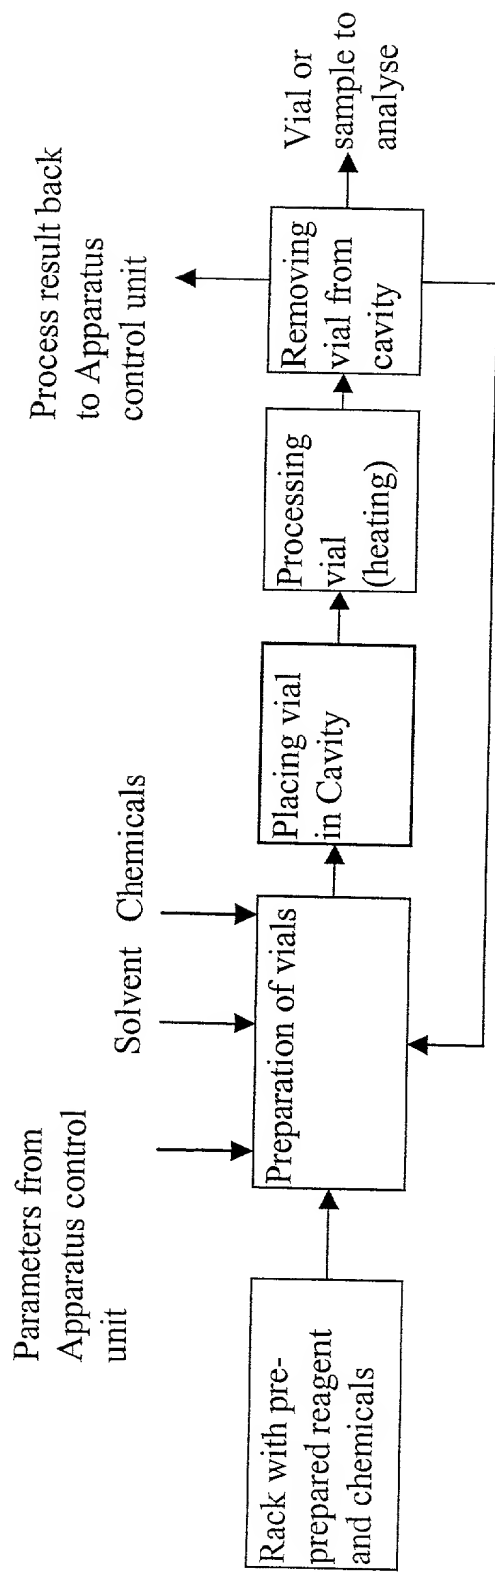 Parameters from
Apparatus control
unit
Solvent
Chemicals
Process result back
to Apparatus
control unit
Rack with pre-
prepared reagent
and chemicals
Preparation of vials
Placing vial
in Cavity
Processing
vial
(heating)
Removing
vial from
cavity
Vial or
sample to
analyse